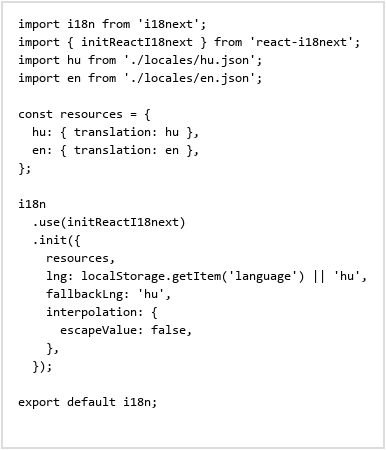 import i18n from 'i18next';
import { initReactI18next } from 'react-i18next';
import hu from './locales/hu.json';
import en from './locales/en.json';

const resources = {
  hu: { translation: hu },
  en: { translation: en },
};

i18n
  .use(initReactI18next)
  .init({
    resources,
    lng: localStorage.getItem('language') || 'hu',
    fallbackLng: 'hu',
    interpolation: {
      escapeValue: false,
    },
  });

export default i18n;